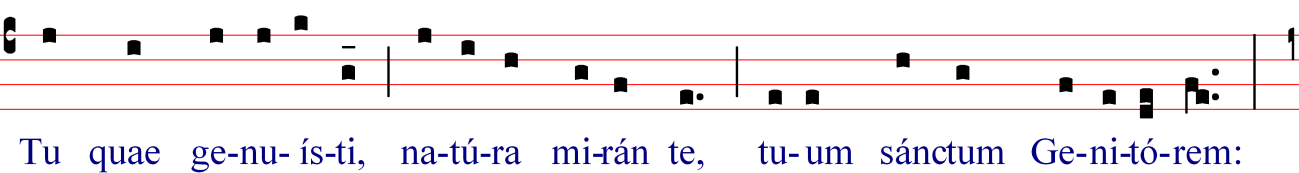 Tu quae ge-nu- ís-ti, na-tú-ra mi-rán te, tu-um sánctum Ge-ni-tó-rem: